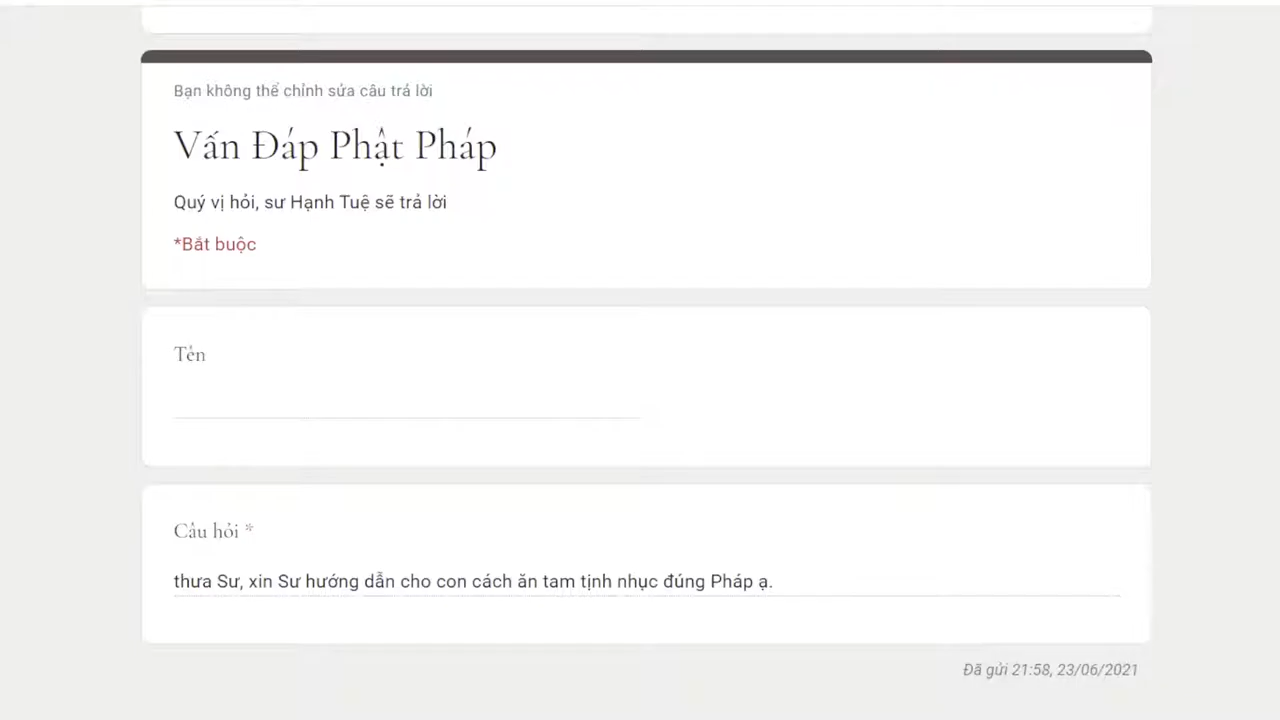 Bạn không thể chỉnh sửa câu trả lời
Vấn Đáp Phật Pháp
Quý vị hỏi, sư Hạnh Tuệ sẽ trả lời
*Bắt buộc
Tên
Câu hỏi *
thưa Sư, xin Sư hướng dẫn cho con cách ăn tam tịnh nhục đúng Pháp ạ.
Đã gửi 21:58, 23/06/2021